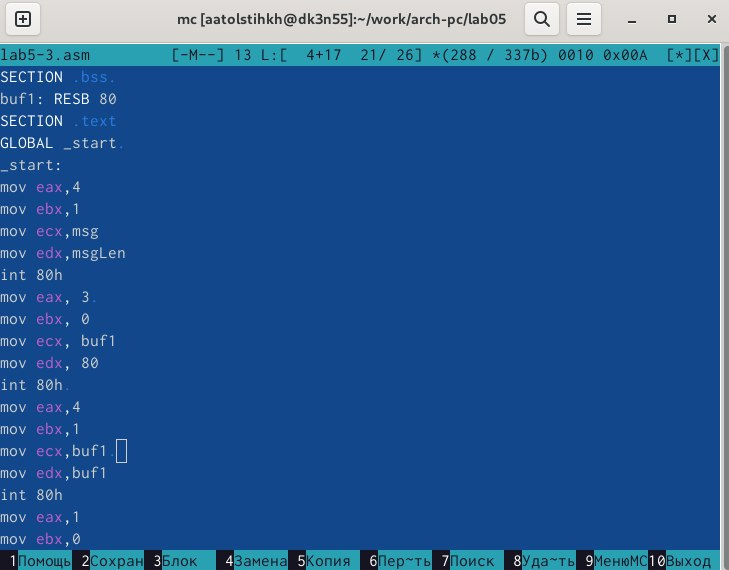 mc [aatolstihkh@dk3n55]:~/work/arch-pc/lab05
lab5-3.asm [-M--] 13 L:[ 4+17 21/ 26] *(288 / 337b) 0010 0x00A [*][X]
SECTION .bss.
buf1: RESB 80
SECTION .text
GLOBAL _start.
_start:
mov eax,4
mov ebx,1
mov ecx,msg
mov edx,msgLen
int 80h
mov eax, 3.
mov ebx, 0
mov ecx, buf1
mov edx, 80
int 80h.
mov eax,4
mov ebx,1
mov ecx,buf1.
mov edx,buf1
int 80h
mov eax,1
mov ebx,0
1Помощь 2Сохран 3Блок 4Замена 5Копия 6Пер~ть 7Поиск 8Уда~ть 9МенюMC 10Выход